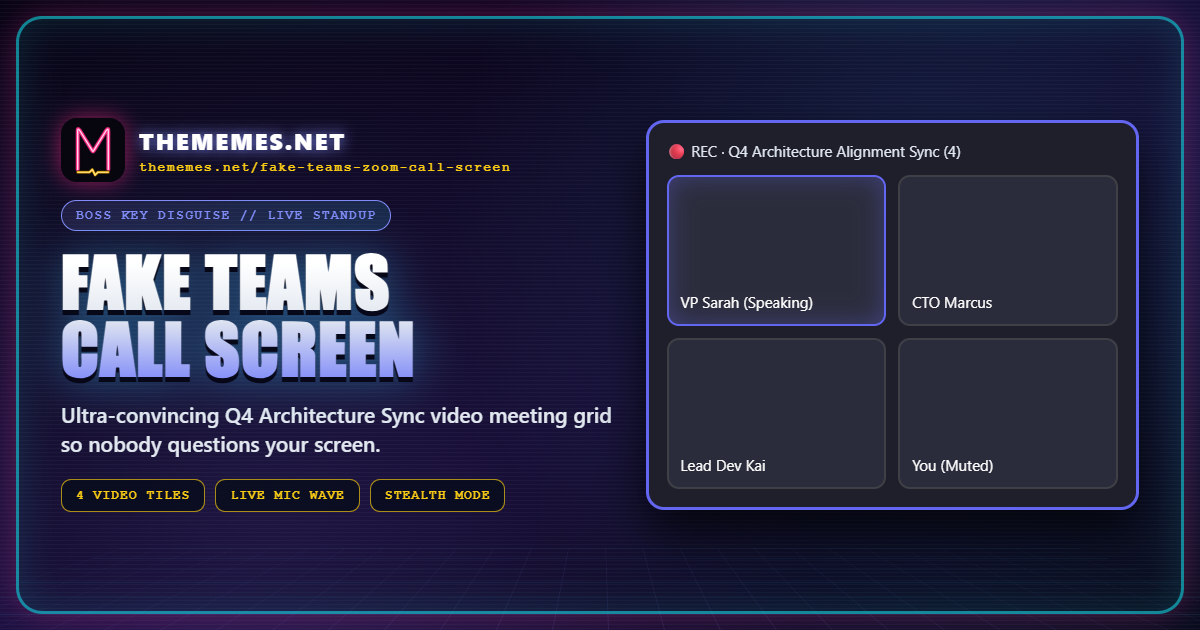 THEMEMES.NET
thememes.net/fake-teams-zoom-call-screen
BOSS KEY DISGUISE // LIVE STANDUP
FAKE TEAMS
CALL SCREEN
Ultra-convincing Q4 Architecture Sync video meeting grid
so nobody questions your screen.
4 VIDEO TILES
LIVE MIC WAVE
STEALTH MODE
REC · Q4 Architecture Alignment Sync (4)
VP Sarah (Speaking)
CTO Marcus
Lead Dev Kai
You (Muted)